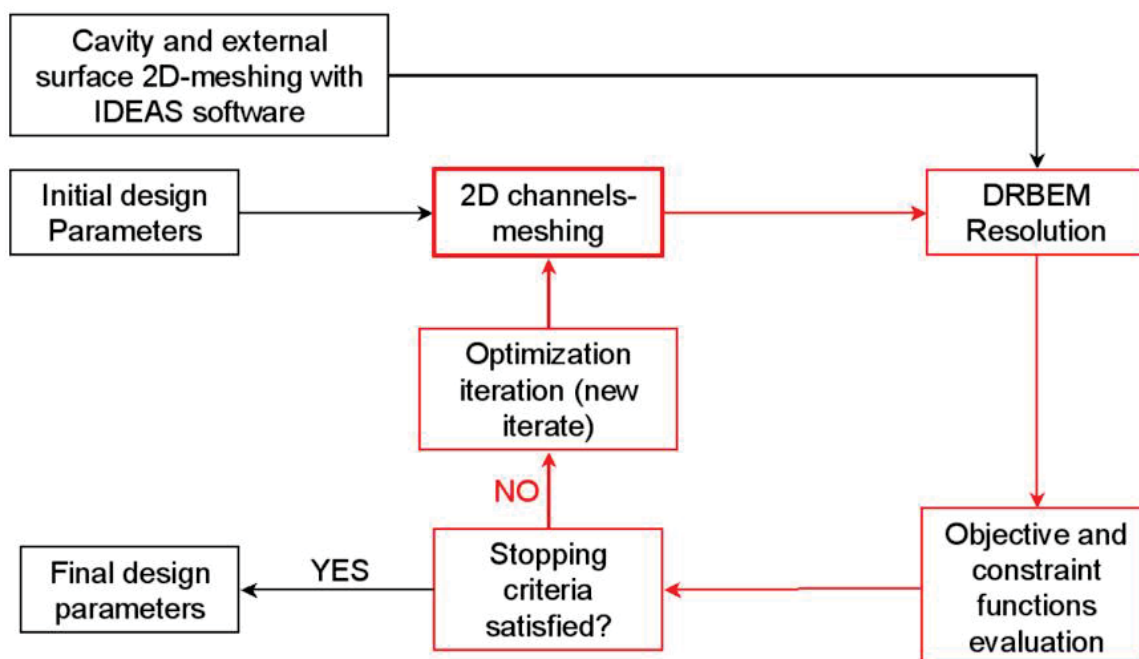 Cavity and external
surface 2D-meshing with
IDEAS software
Initial design
Parameters
2D channels-
meshing
DRBEM
Resolution
Optimization
iteration (new
iterate)
NO
Final design
parameters
YES
Stopping
criteria
satisfied?
Objective and
constraint
functions
evaluation